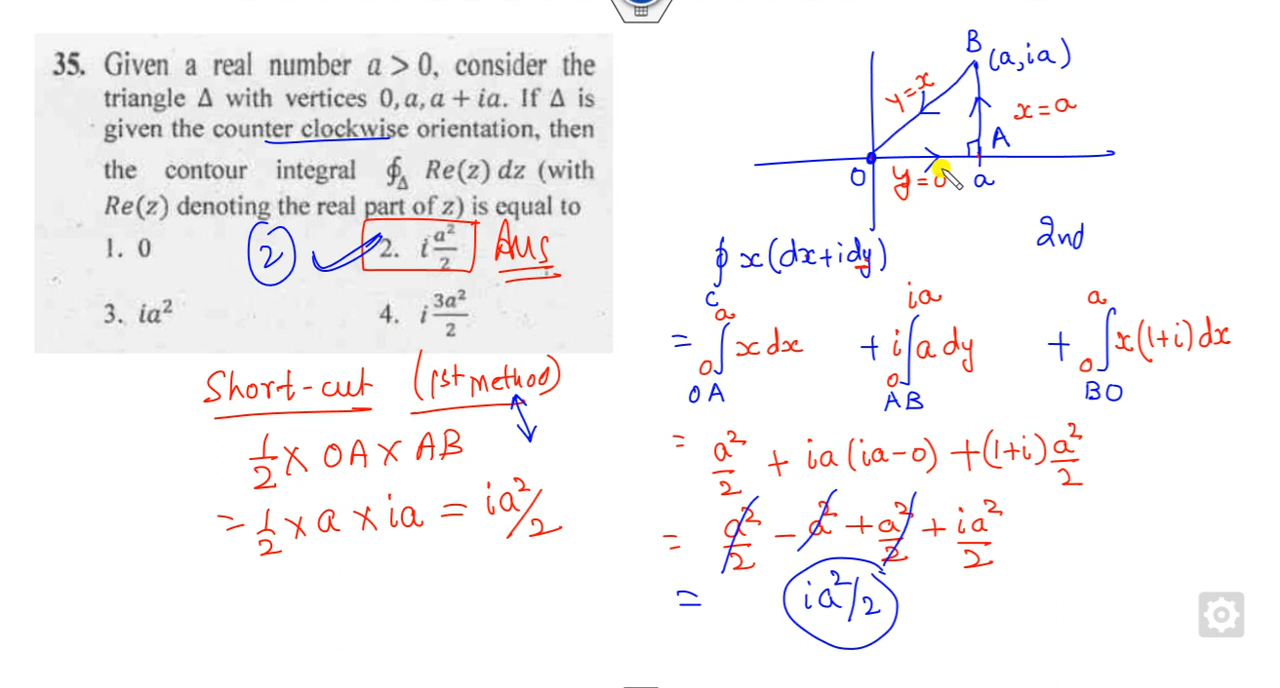 35. Given a real number a > 0, consider the
triangle Δ with vertices 0, a, a + ia. If Δ is
given the counter clockwise orientation, then
the contour integral ∮_Δ Re(z) dz (with
Re(z) denoting the real part of z) is equal to
1. 0
2. i a²/2
3. ia²
4. i 3a²/2
(2) ✓ Ans
Short-cut (1st method)
1/2 × OA × AB
= 1/2 × a × ia = ia²/2
B (a, ia)
y=x
x=a
A
O y=0 a
2nd
∮_C x(dx+idy)
= ∫₀^a x dx + i∫₀^ia a dy + ∫₀^a x(1+i)dx
OA AB BO
= a²/2 + ia(ia-0) + (1+i)a²/2
= a²/2 - a² + a²/2 + ia²/2
= ia²/2